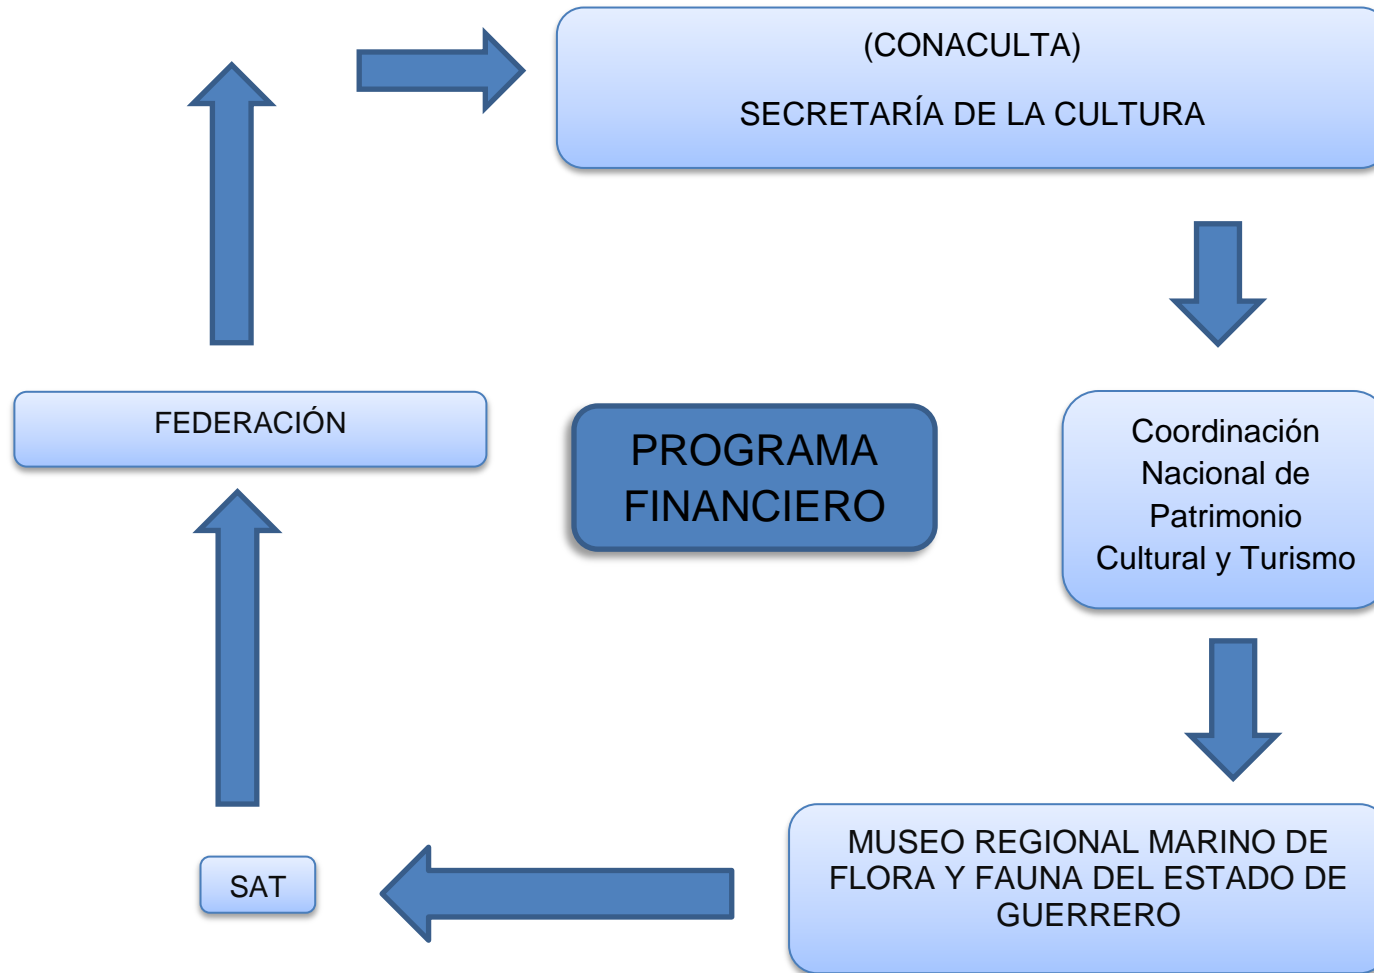 (CONACULTA)
SECRETARÍA DE LA CULTURA
FEDERACIÓN
PROGRAMA
FINANCIERO
Coordinación
Nacional de
Patrimonio
Cultural y Turismo
SAT
MUSEO REGIONAL MARINO DE
FLORA Y FAUNA DEL ESTADO DE
GUERRERO